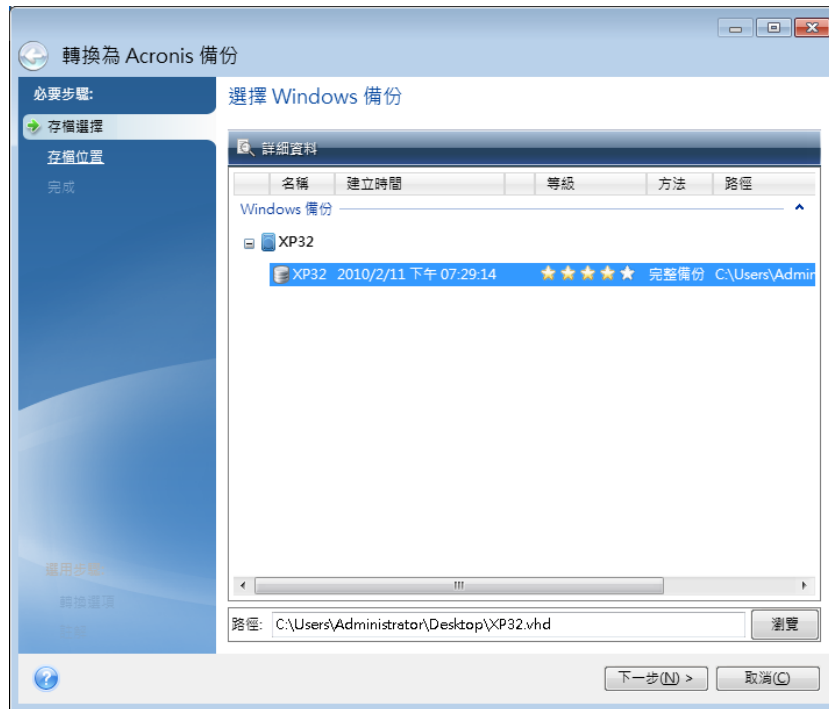 轉換為 Acronis 備份
必要步驟:
存檔選擇
存檔位置
完成
選用步驟:
轉換選項
選擇 Windows 備份
詳細資料
名稱 建立時間 等級 方法 路徑
Windows 備份
XP32
XP32 2010/2/11 下午 07:29:14 完整備份 C:\Users\Admin
路徑: C:\Users\Administrator\Desktop\XP32.vhd 瀏覽
下一步(N) > 取消(C)